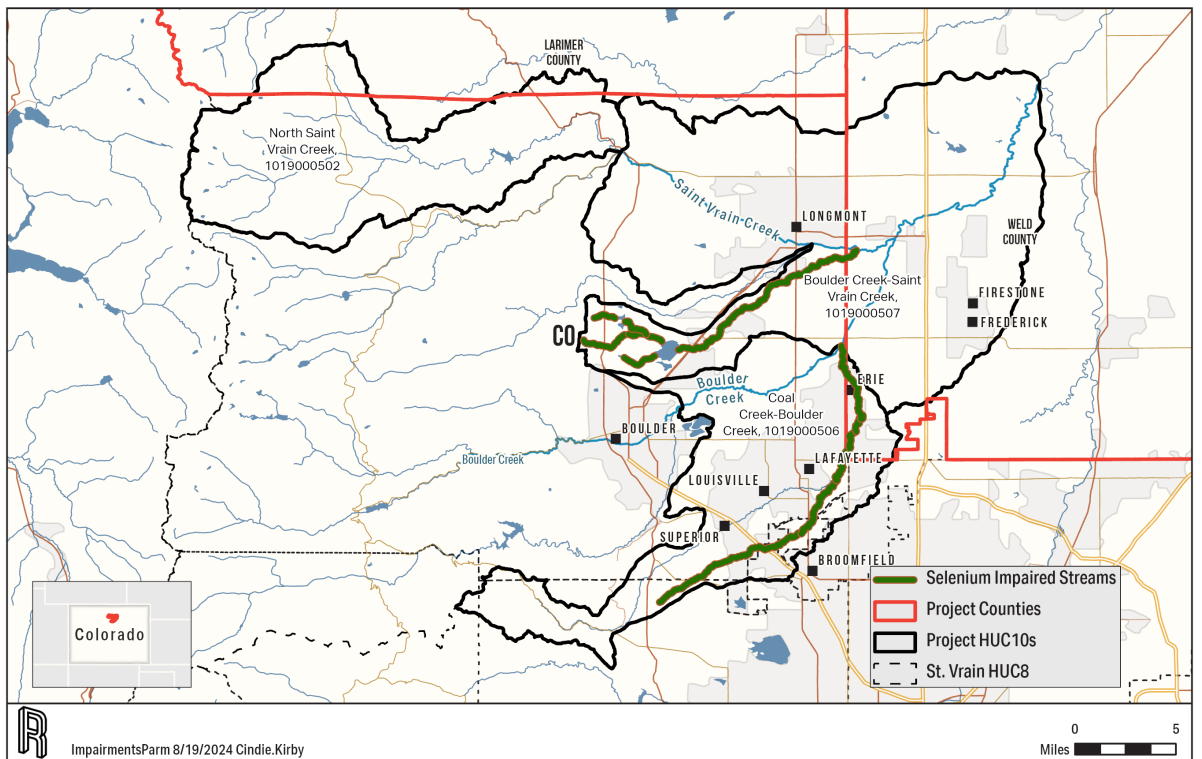 LARIMER
COUNTY
North Saint
Vrain Creek,
1019000502
Saint Vrain Creek
LONGMONT
WELD
COUNTY
Boulder Creek-Saint
Vrain Creek,
1019000507
FIRESTONE
FREDERICK
CO
Boulder
Creek
ERIE
Coal
Creek-Boulder
Creek, 1019000506
BOULDER
Boulder Creek
LAFAYETTE
LOUISVILLE
SUPERIOR
BROOMFIELD
Selenium Impaired Streams
Project Counties
Project HUC10s
St. Vrain HUC8
Colorado
R
ImpairmentsParm 8/19/2024 Cindie.Kirby
0 5
Miles